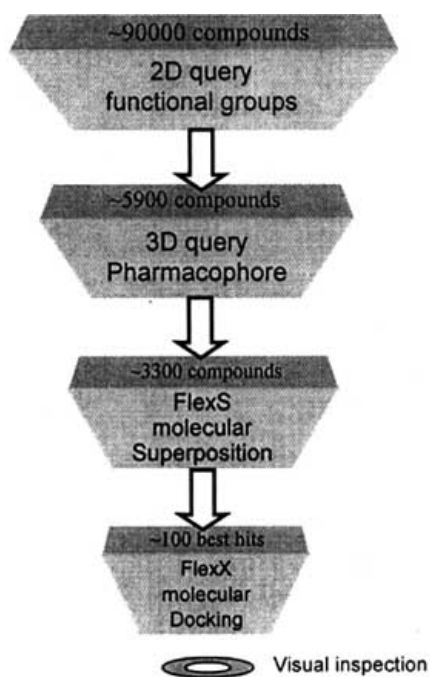 ~90000 compounds
2D query
functional groups
~5900 compounds
3D query
Pharmacophore
~3300 compounds
FlexS
molecular
Superposition
~100 best hits
FlexX
molecular
Docking
Visual inspection